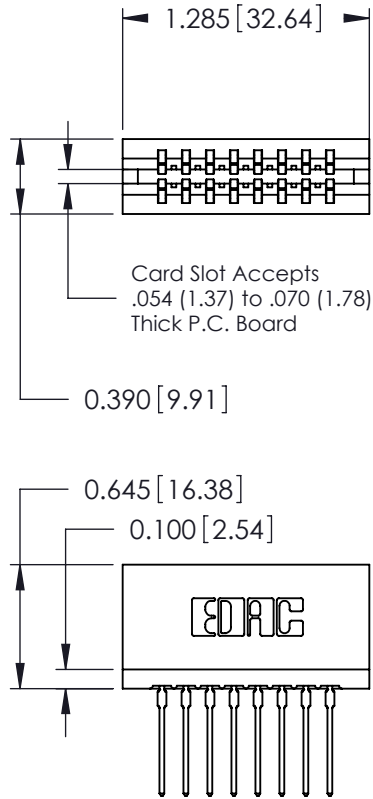 1.285 [32.64]
Card Slot Accepts
.054 (1.37) to .070 (1.78)
Thick P.C. Board
0.390 [9.91]
0.645 [16.38]
0.100 [2.54]
EDAC